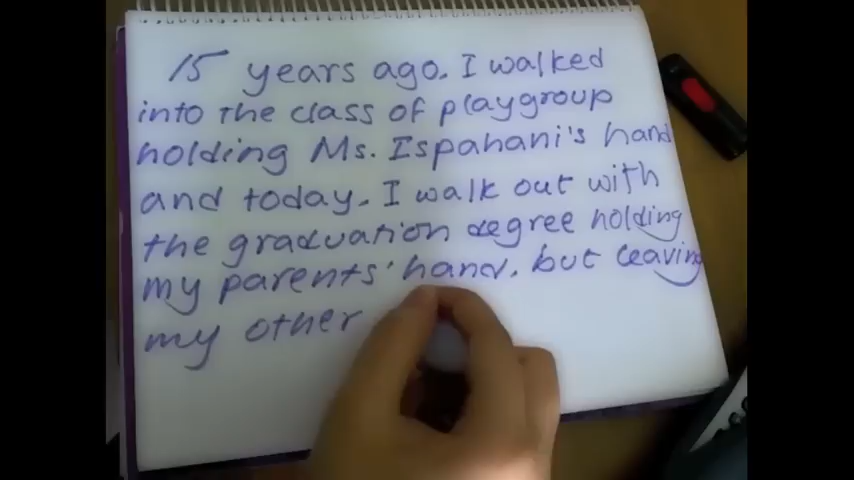 15 years ago. I walked
into the class of playgroup
holding Ms. Ispahani's hand
and today. I walk out with
the graduation degree holding
my parents' hand. but leaving
my other